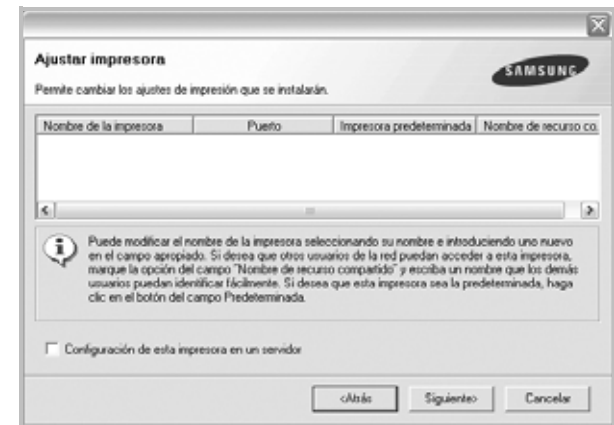 Ajustar impresora
SAMSUNG
Permite cambiar los ajustes de impresión que se instalarán.
Nombre de la impresora Puerto Impresora predeterminada Nombre de recurso co
Puede modificar el nombre de la impresora seleccionando su nombre e introduciendo uno nuevo
en el campo apropiado. Si desea que otros usuarios de la red puedan acceder a esta impresora,
marque la opción del campo "Nombre de recurso compartido" y escriba un nombre que los demás
usuarios puedan identificar fácilmente. Si desea que esta impresora sea la predeterminada, haga
clic en el botón del campo Predeterminada.
Configuración de esta impresora en un servidor
<Atrás Siguiente> Cancelar